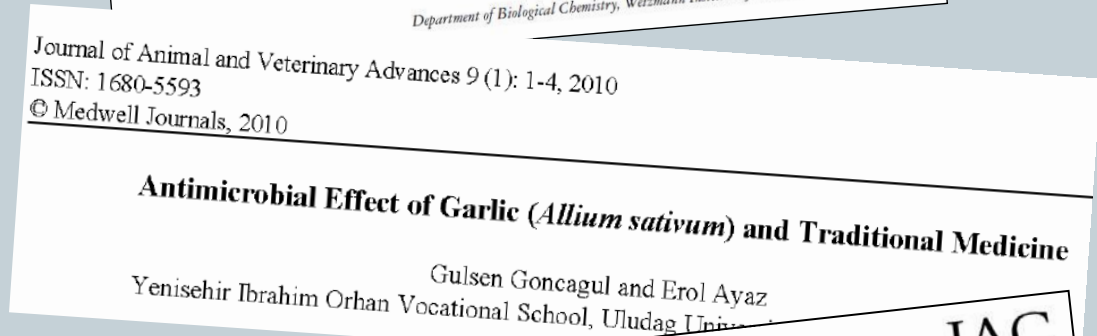 Department of Biological Chemistry,
Journal of Animal and Veterinary Advances 9 (1): 1-4, 2010
ISSN: 1680-5593
© Medwell Journals, 2010
Antimicrobial Effect of Garlic (Allium sativum) and Traditional Medicine
Gulsen Goncagul and Erol Ayaz
Yenisehir Ibrahim Orhan Vocational School, Uludag
JAC